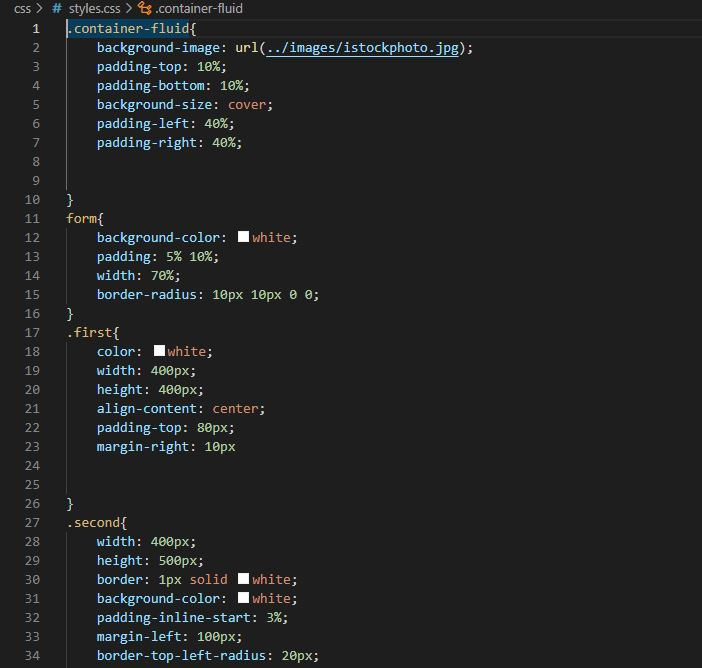 css > # styles.css > .container-fluid
1 .container-fluid{
2 background-image: url(../images/istockphoto.jpg);
3 padding-top: 10%;
4 padding-bottom: 10%;
5 background-size: cover;
6 padding-left: 40%;
7 padding-right: 40%;
8
9
10 }
11 form{
12 background-color: white;
13 padding: 5% 10%;
14 width: 70%;
15 border-radius: 10px 10px 0 0;
16 }
17 .first{
18 color: white;
19 width: 400px;
20 height: 400px;
21 align-content: center;
22 padding-top: 80px;
23 margin-right: 10px
24
25
26 }
27 .second{
28 width: 400px;
29 height: 500px;
30 border: 1px solid white;
31 background-color: white;
32 padding-inline-start: 3%;
33 margin-left: 100px;
34 border-top-left-radius: 20px;